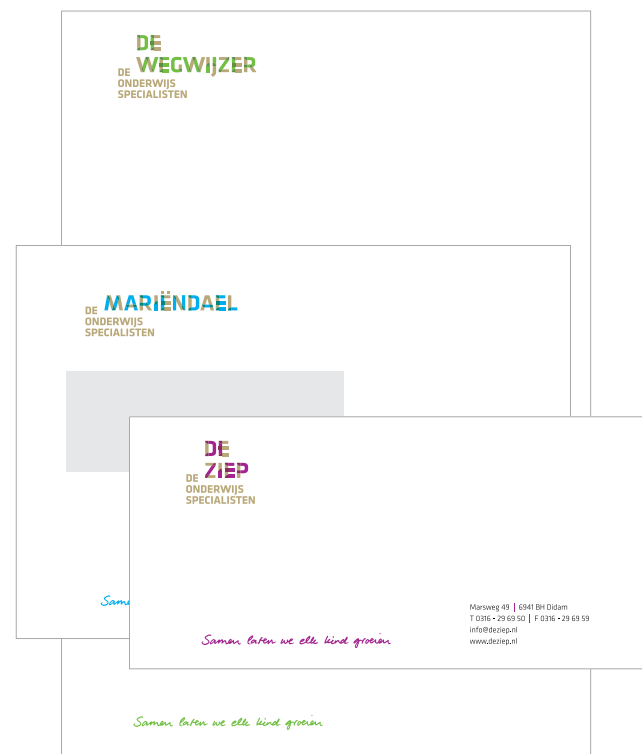 DE
WEGWIJZER
DE
ONDERWIJS
SPECIALISTEN
MARIËNDAEL
DE
ONDERWIJS
SPECIALISTEN
DE
ZIEP
DE
ONDERWIJS
SPECIALISTEN
Marsweg 49 | 6941 BH Didam
T 0316 - 29 69 50 | F 0316 - 29 69 59
info@deziep.nl
www.deziep.nl
Same
Samen laten we elk kind groeien
Samen laten we elk kind groeien